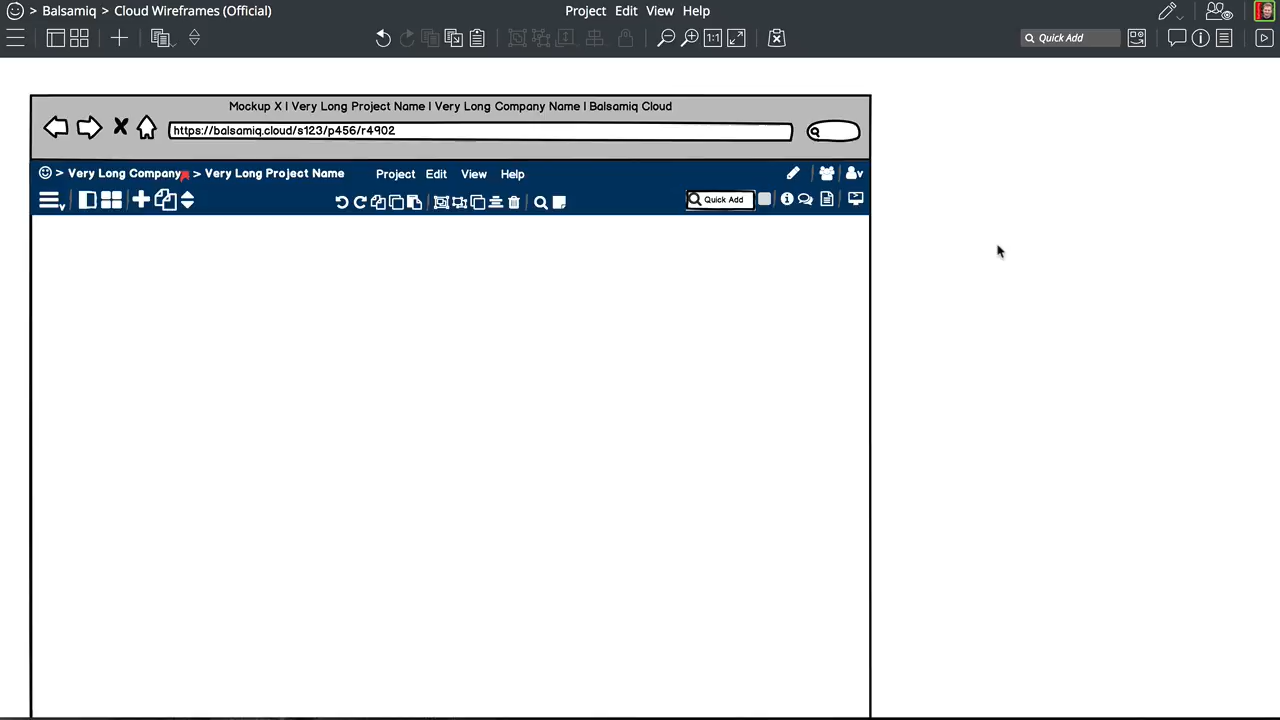 > Balsamiq > Cloud Wireframes (Official)
Project Edit View Help
1:1
Quick Add
Mockup X | Very Long Project Name | Very Long Company Name | Balsamiq Cloud
https://balsamiq.cloud/s123/p456/r4902
> Very Long Company > Very Long Project Name
Project Edit View Help
Quick Add